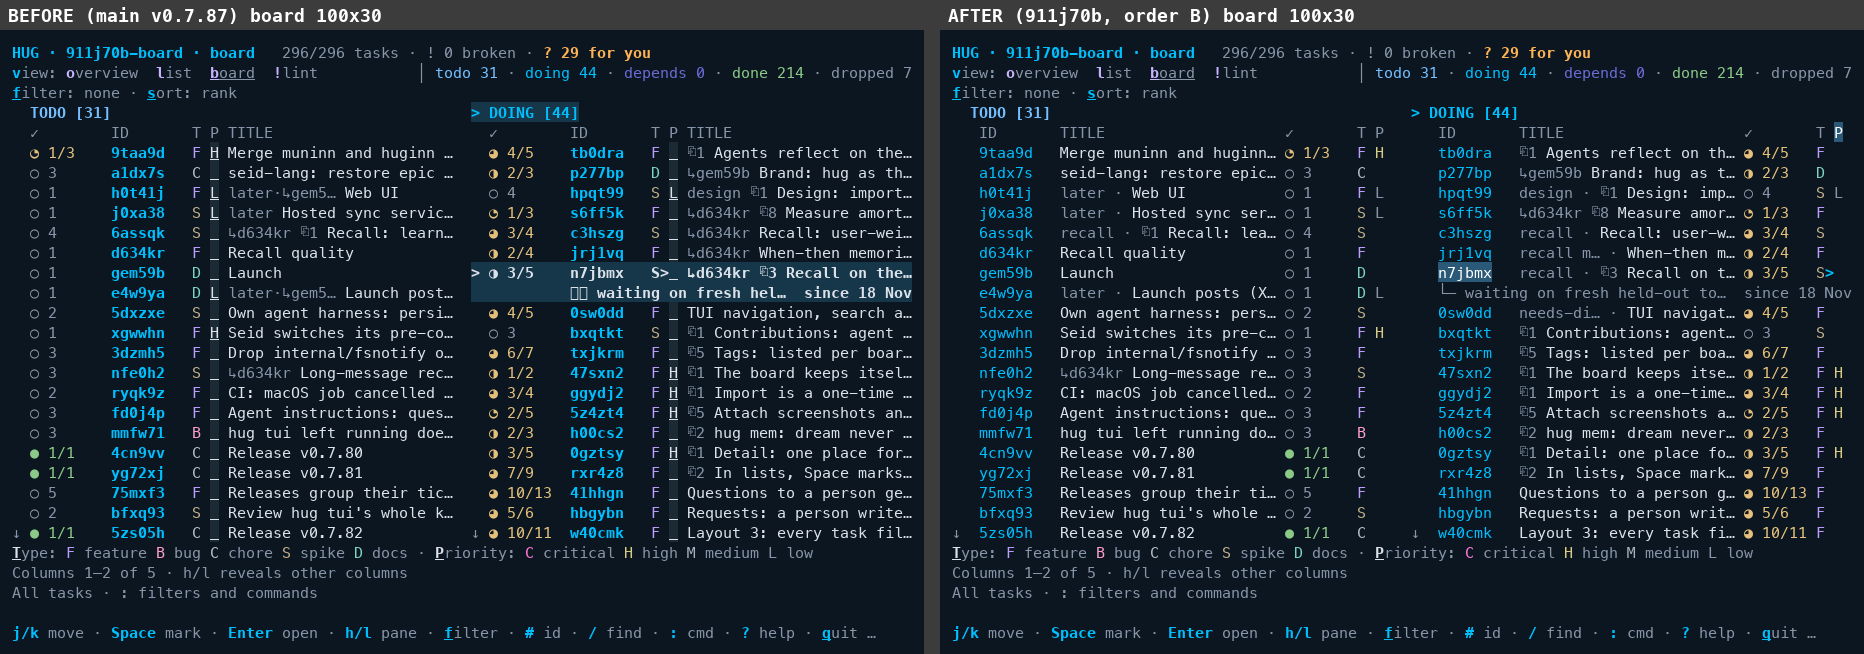 BEFORE (main v0.7.87) board 100x30
HUG · 911j70b–board · board 296/296 tasks · ! 0 broken · ? 29 for you
view: overview list board !lint │ todo 31 · doing 44 · depends 0 · done 214 · dropped 7
filter: none · sort: rank
TODO [31] > DOING [44]
✓ ID T P TITLE ✓ ID T P TITLE
◔ 1/3 9taa9d F H Merge muninn and huginn … ◕ 4/5 tb0dra F _ ⎘1 Agents reflect on the…
○ 3 a1dx7s C _ seid-lang: restore epic … ◑ 2/3 p277bp D _ ↳gem59b Brand: hug as th…
○ 1 h0t41j F L later·↳gem5… Web UI ○ 4 hpqt99 S L design ⎘1 Design: import…
○ 1 j0xa38 S L later Hosted sync servic… ◔ 1/3 s6ff5k F _ ↳d634kr ⎘8 Measure amort…
○ 4 6assqk S _ ↳d634kr ⎘1 Recall: learn… ◕ 3/4 c3hszg S _ ↳d634kr Recall: user-wei…
○ 1 d634kr F _ Recall quality ◑ 2/4 jrj1vq F _ ↳d634kr When–then memori…
○ 1 gem59b D _ Launch > ◑ 3/5 n7jbmx S>_ ↳d634kr ⎘3 Recall on the…
○ 1 e4w9ya D L later·↳gem5… Launch post… waiting on fresh hel… since 18 Nov
○ 2 5dxzxe S _ Own agent harness: persi… ◕ 4/5 0sw0dd F _ TUI navigation, search a…
○ 1 xgwwhn F H Seid switches its pre-co… ○ 3 bxqtkt S _ ⎘1 Contributions: agent …
○ 3 3dzmh5 F _ Drop internal/fsnotify o… ◕ 6/7 txjkrm F _ ⎘5 Tags: listed per boar…
○ 3 nfe0h2 S _ ↳d634kr Long-message rec… ◑ 1/2 47sxn2 F H ⎘1 The board keeps itsel…
○ 2 ryqk9z F _ CI: macOS job cancelled … ◕ 3/4 ggydj2 F H ⎘1 Import is a one-time …
○ 3 fd0j4p F _ Agent instructions: ques… ◔ 2/5 5z4zt4 F H ⎘5 Attach screenshots an…
○ 3 mmfw71 B _ hug tui left running doe… ◑ 2/3 h00cs2 F _ ⎘2 hug mem: dream never …
● 1/1 4cn9vv C _ Release v0.7.80 ◑ 3/5 0gztsy F H ⎘1 Detail: one place for…
● 1/1 yg72xj C _ Release v0.7.81 ◕ 7/9 rxr4z8 F _ ⎘2 In lists, Space marks…
○ 5 75mxf3 F _ Releases group their tic… ◕ 10/13 41hhgn F _ Questions to a person ge…
○ 2 bfxq93 S _ Review hug tui's whole k… ◕ 5/6 hbgybn F _ Requests: a person write…
↓ ● 1/1 5zs05h C _ Release v0.7.82 ↓ ◕ 10/11 w40cmk F _ Layout 3: every task fil…
Type: F feature B bug C chore S spike D docs · Priority: C critical H high M medium L low
Columns 1–2 of 5 · h/l reveals other columns
All tasks · : filters and commands
j/k move · Space mark · Enter open · h/l pane · filter · # id · / find · : cmd · ? help · quit …
AFTER (911j70b, order B) board 100x30
HUG · 911j70b–board · board 296/296 tasks · ! 0 broken · ? 29 for you
view: overview list board !lint │ todo 31 · doing 44 · depends 0 · done 214 · dropped 7
filter: none · sort: rank
TODO [31] > DOING [44]
ID TITLE ✓ T P ID TITLE ✓ T P
9taa9d Merge muninn and huginn… ◔ 1/3 F H tb0dra ⎘1 Agents reflect on th… ◕ 4/5 F
a1dx7s seid-lang: restore epic… ○ 3 C p277bp ↳gem59b Brand: hug as t… ◑ 2/3 D
h0t41j later · Web UI ○ 1 F L hpqt99 design · ⎘1 Design: imp… ○ 4 S L
j0xa38 later · Hosted sync ser… ○ 1 S L s6ff5k ↳d634kr ⎘8 Measure amor… ◔ 1/3 F
6assqk recall · ⎘1 Recall: lea… ○ 4 S c3hszg recall · Recall: user-w… ◕ 3/4 S
d634kr Recall quality ○ 1 F jrj1vq recall m… · When–then m… ◑ 2/4 F
gem59b Launch ○ 1 D n7jbmx recall · ⎘3 Recall on t… ◑ 3/5 S>
e4w9ya later · Launch posts (X… ○ 1 D L └─ waiting on fresh held-out to… since 18 Nov
5dxzxe Own agent harness: pers… ○ 2 S 0sw0dd needs-di… · TUI navigat… ◕ 4/5 F
xgwwhn Seid switches its pre-c… ○ 1 F H bxqtkt ⎘1 Contributions: agent… ○ 3 S
3dzmh5 Drop internal/fsnotify … ○ 3 F txjkrm ⎘5 Tags: listed per boa… ◕ 6/7 F
nfe0h2 ↳d634kr Long-message re… ○ 3 S 47sxn2 ⎘1 The board keeps itse… ◑ 1/2 F H
ryqk9z CI: macOS job cancelled… ○ 2 F ggydj2 ⎘1 Import is a one-time… ◕ 3/4 F H
fd0j4p Agent instructions: que… ○ 3 F 5z4zt4 ⎘5 Attach screenshots a… ◔ 2/5 F H
mmfw71 hug tui left running do… ○ 3 B h00cs2 ⎘2 hug mem: dream never… ◑ 2/3 F
4cn9vv Release v0.7.80 ● 1/1 C 0gztsy ⎘1 Detail: one place fo… ◑ 3/5 F H
yg72xj Release v0.7.81 ● 1/1 C rxr4z8 ⎘2 In lists, Space mark… ◕ 7/9 F
75mxf3 Releases group their ti… ○ 5 F 41hhgn Questions to a person g… ◕ 10/13 F
bfxq93 Review hug tui's whole … ○ 2 S hbgybn Requests: a person writ… ◕ 5/6 F
↓ 5zs05h Release v0.7.82 ● 1/1 C ↓ w40cmk Layout 3: every task fi… ◕ 10/11 F
Type: F feature B bug C chore S spike D docs · Priority: C critical H high M medium L low
Columns 1–2 of 5 · h/l reveals other columns
All tasks · : filters and commands
j/k move · Space mark · Enter open · h/l pane · filter · # id · / find · : cmd · ? help · quit …